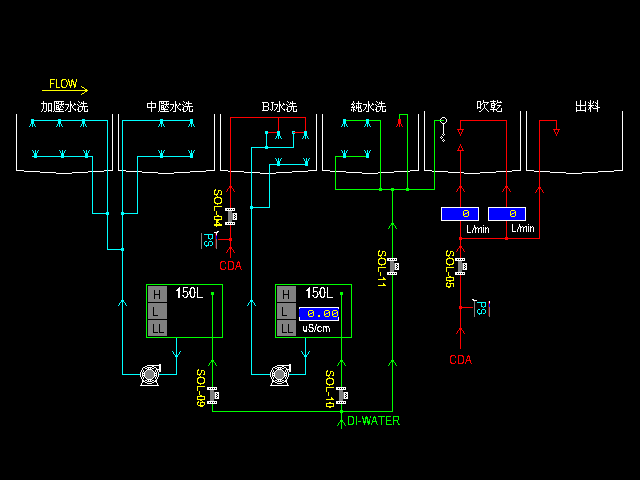 FLOW
加壓水洗
中壓水洗
BJ水洗
純水洗
吹乾
出料
SOL-04
PS
CDA
SOL-11
0
L/min
0
L/min
SOL-05
PS
CDA
H
L
LL
150L
H
L
LL
150L
0.00
uS/cm
SOL-09
SOL-10
DI-WATER